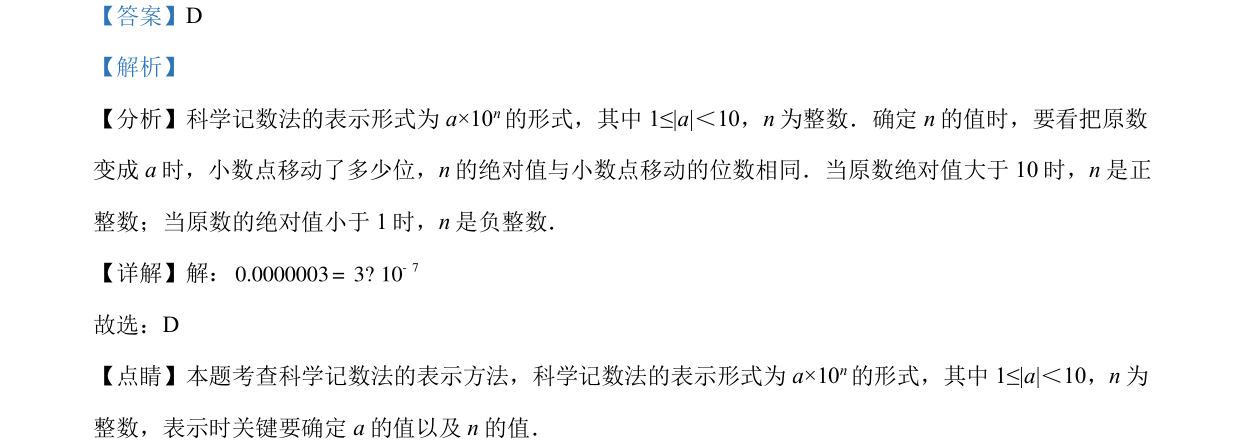 【答案】D
【解析】
【分析】科学记数法的表示形式为 a×10ⁿ 的形式，其中 1≤|a|＜10，n 为整数．确定 n 的值时，要看把原数
变成 a 时，小数点移动了多少位，n 的绝对值与小数点移动的位数相同．当原数绝对值大于 10 时，n 是正
整数；当原数的绝对值小于 1 时，n 是负整数．
【详解】解：0.0000003 = 3? 10⁻⁷
故选：D
【点睛】本题考查科学记数法的表示方法，科学记数法的表示形式为 a×10ⁿ 的形式，其中 1≤|a|＜10，n 为
整数，表示时关键要确定 a 的值以及 n 的值．